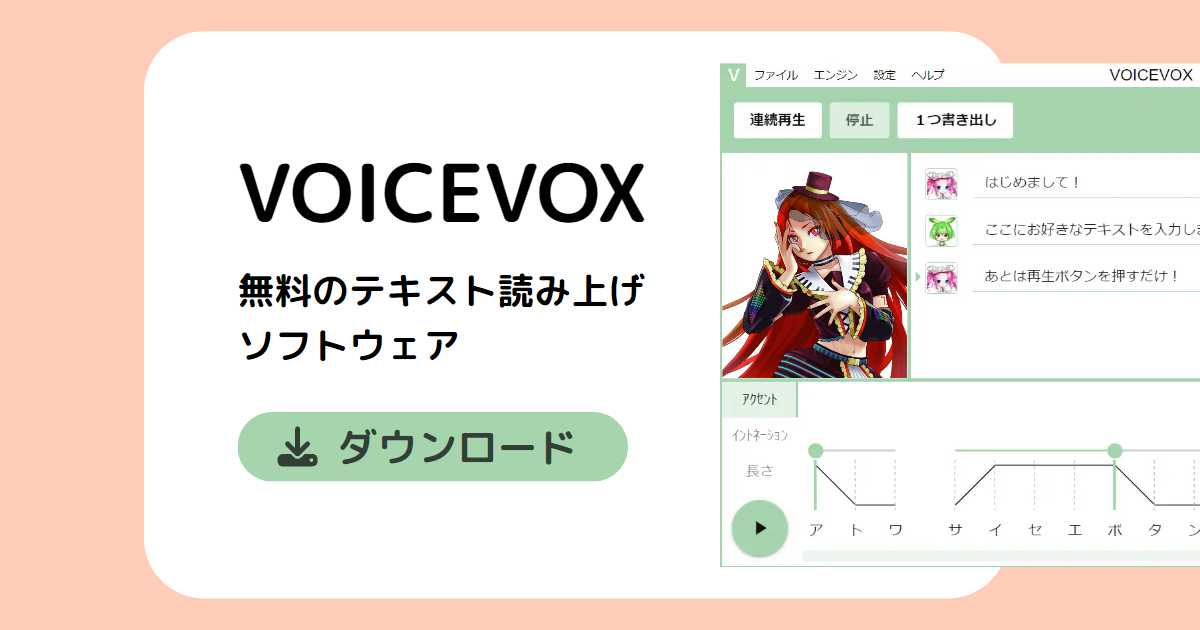 VOICEVOX
無料のテキスト読み上げ
ソフトウェア
ダウンロード
V ファイル エンジン 設定 ヘルプ VOICEVOX
連続再生 停止 1つ書き出し
はじめまして！
ここにお好きなテキストを入力し
あとは再生ボタンを押すだけ！
アクセント
イントネーション
長さ
ア ト ワ サ イ セ エ ボ タ ン